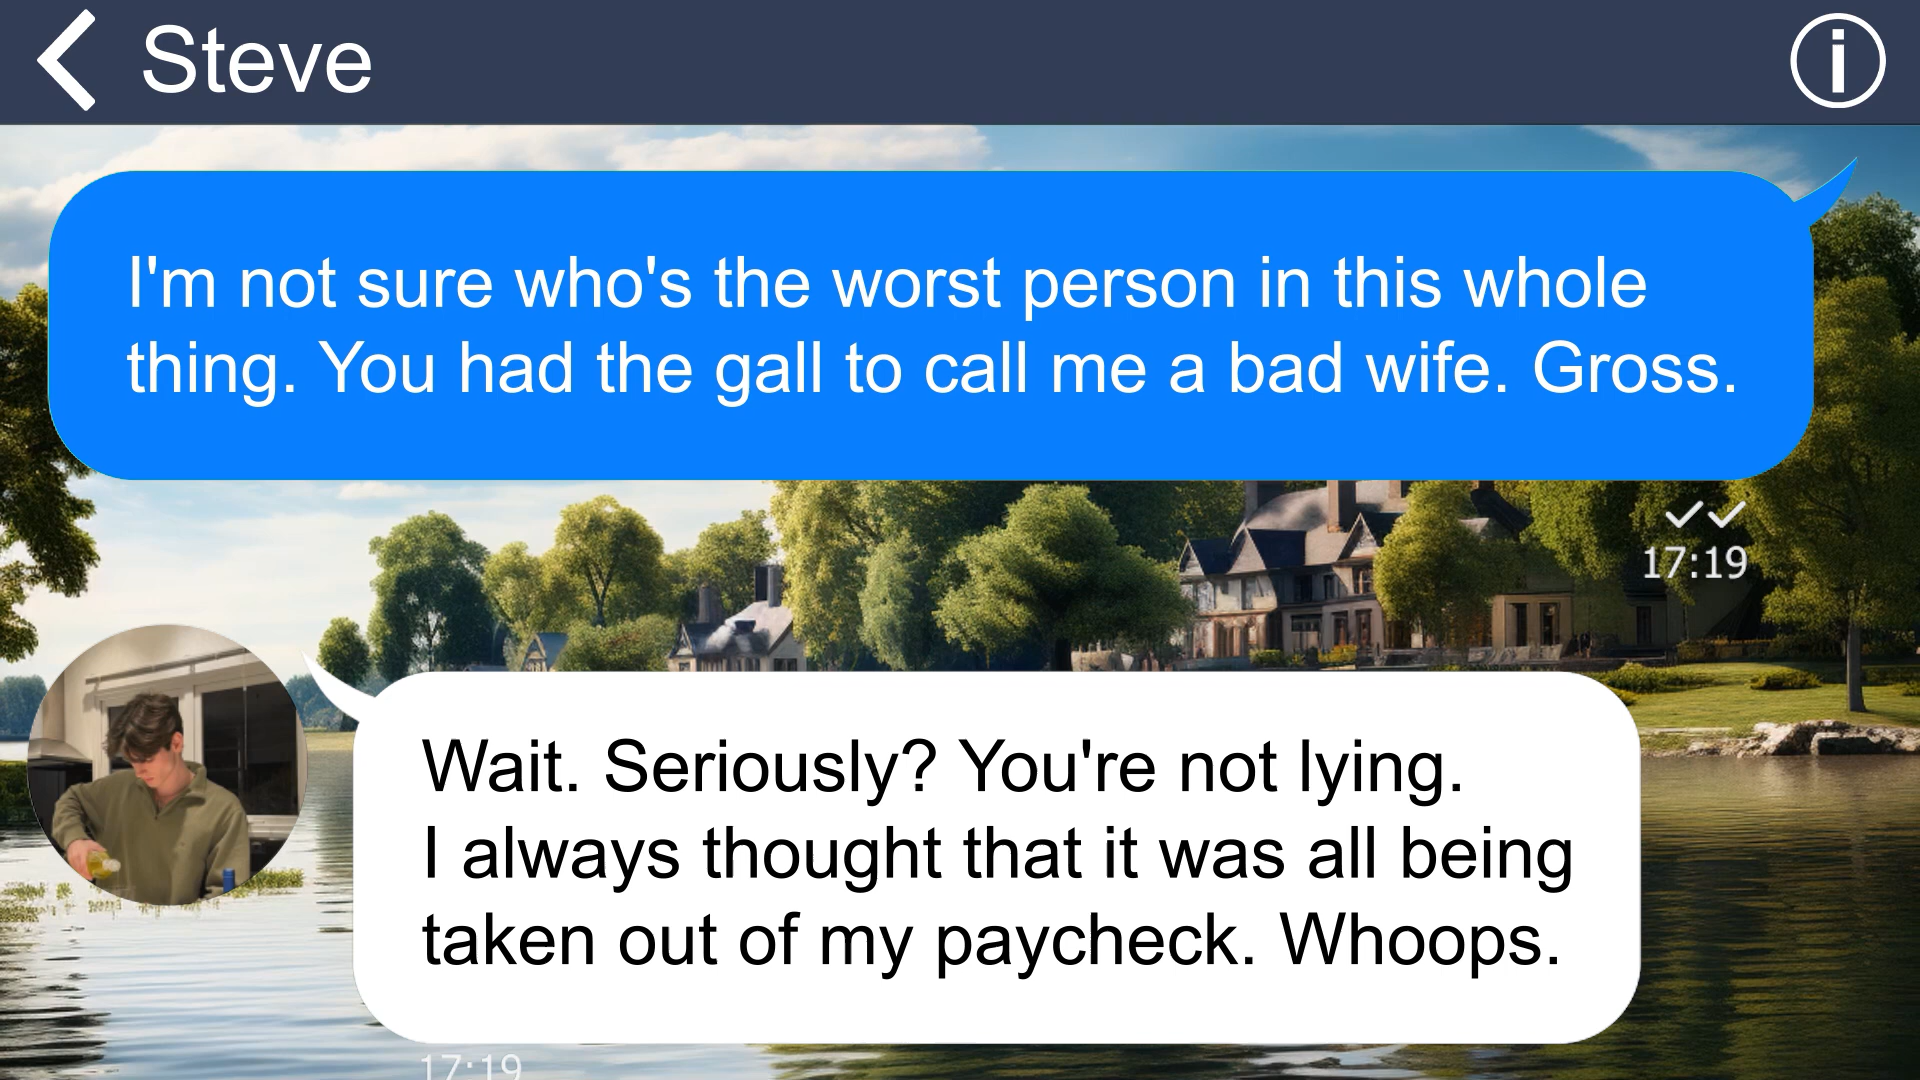 Steve
I'm not sure who's the worst person in this whole
thing. You had the gall to call me a bad wife. Gross.
17:19
Wait. Seriously? You're not lying.
I always thought that it was all being
taken out of my paycheck. Whoops.
17:19